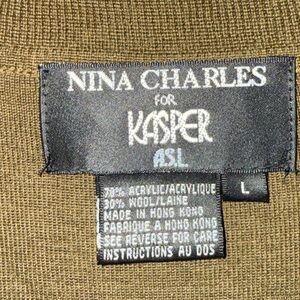 NINA CHARLES
FOR
KASPER
A.S.L
70% ACRYLIC/ACRYLIQUE
30% WOOL/LAINE
MADE IN HONG KONG
FABRIQUE A HONG KONG
SEE REVERSE FOR CARE
INSTRUCTIONS AU DOS
L